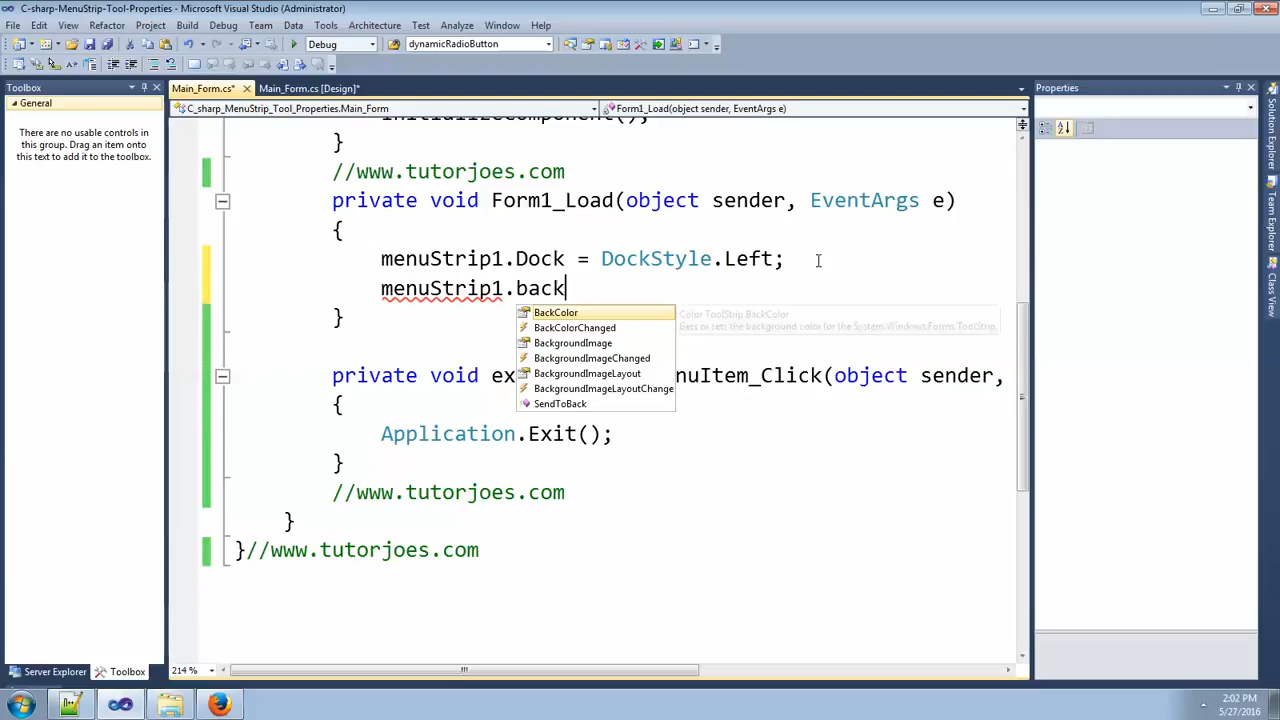 C-sharp-MenuStrip-Tool-Properties - Microsoft Visual Studio (Administrator)
File Edit View Refactor Project Build Debug Team Data Tools Architecture Test Analyze Window Help
Debug dynamicRadioButton
Toolbox
General
There are no usable controls in
this group. Drag an item onto
this text to add it to the toolbox.
Server Explorer Toolbox
Main_Form.cs* Main_Form.cs [Design]*
C_sharp_MenuStrip_Tool_Properties.Main_Form Form1_Load(object sender, EventArgs e)
InitializeComponent();
}
//www.tutorjoes.com
private void Form1_Load(object sender, EventArgs e)
{
menuStrip1.Dock = DockStyle.Left;
menuStrip1.back
}
BackColor
BackColorChanged
BackgroundImage
BackgroundImageChanged
BackgroundImageLayout
BackgroundImageLayoutChange
SendToBack
Color ToolStrip.BackColor
Gets or sets the background color for the System.Windows.Forms.ToolStrip.
private void ex nuItem_Click(object sender,
{
Application.Exit();
}
//www.tutorjoes.com
}
}//www.tutorjoes.com
214 %
Properties
Solution Explorer
Team Explorer
Class View
2:02 PM
5/27/2016